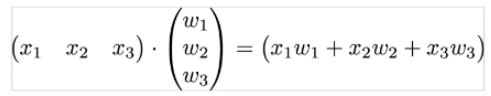 (x₁ x₂ x₃) · (w₁ w₂ w₃) = (x₁w₁ + x₂w₂ + x₃w₃)